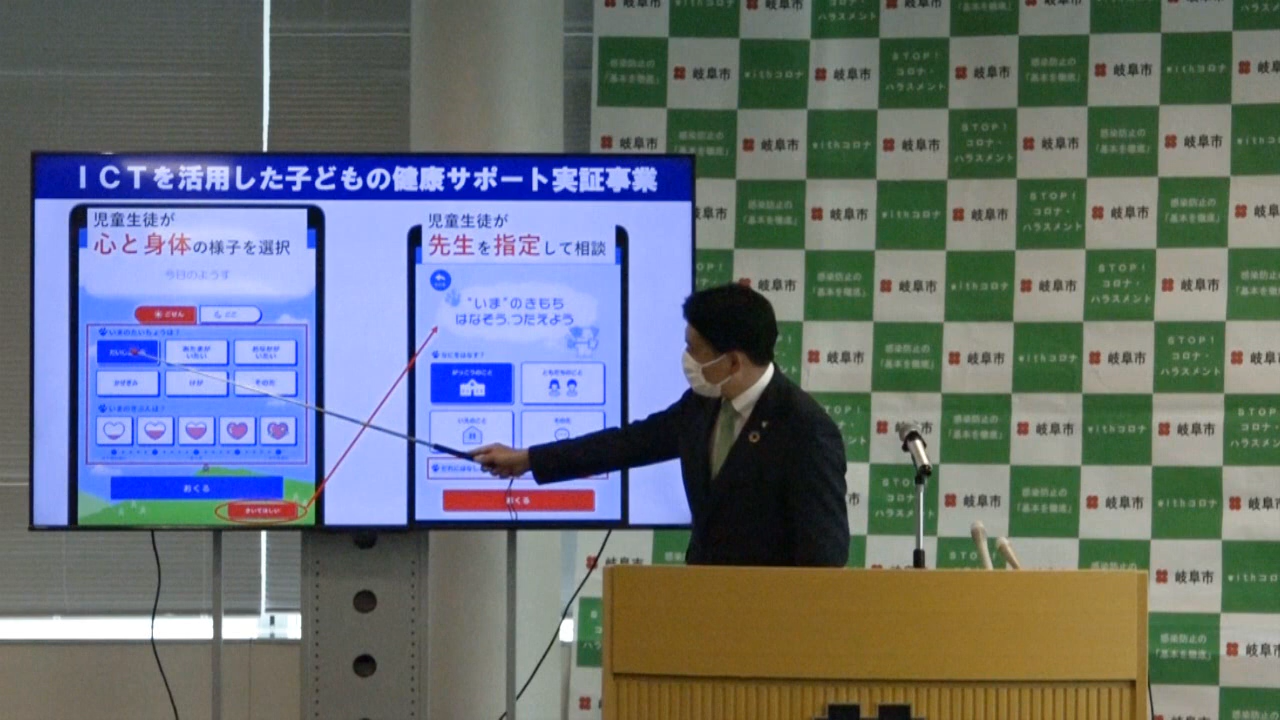 ＩＣＴを活用した子どもの健康サポート実証事業
児童生徒が
心と身体の様子を選択
今日のようす
ごぜん
ごご
いまのたいちょうは？
あたまが
いたい
おなかが
いたい
かぜぎみ
けが
そのた
いまのきぶんは？
おくる
きいてほしい
児童生徒が
先生を指定して相談
"いま"のきもち
はなそう、つたえよう
なにをはなす？
がっこうのこと
ともだちのこと
いえのこと
そのた
おくる
岐阜市
withコロナ
STOP！
コロナ・
ハラスメント
感染防止の
「基本を徹底」